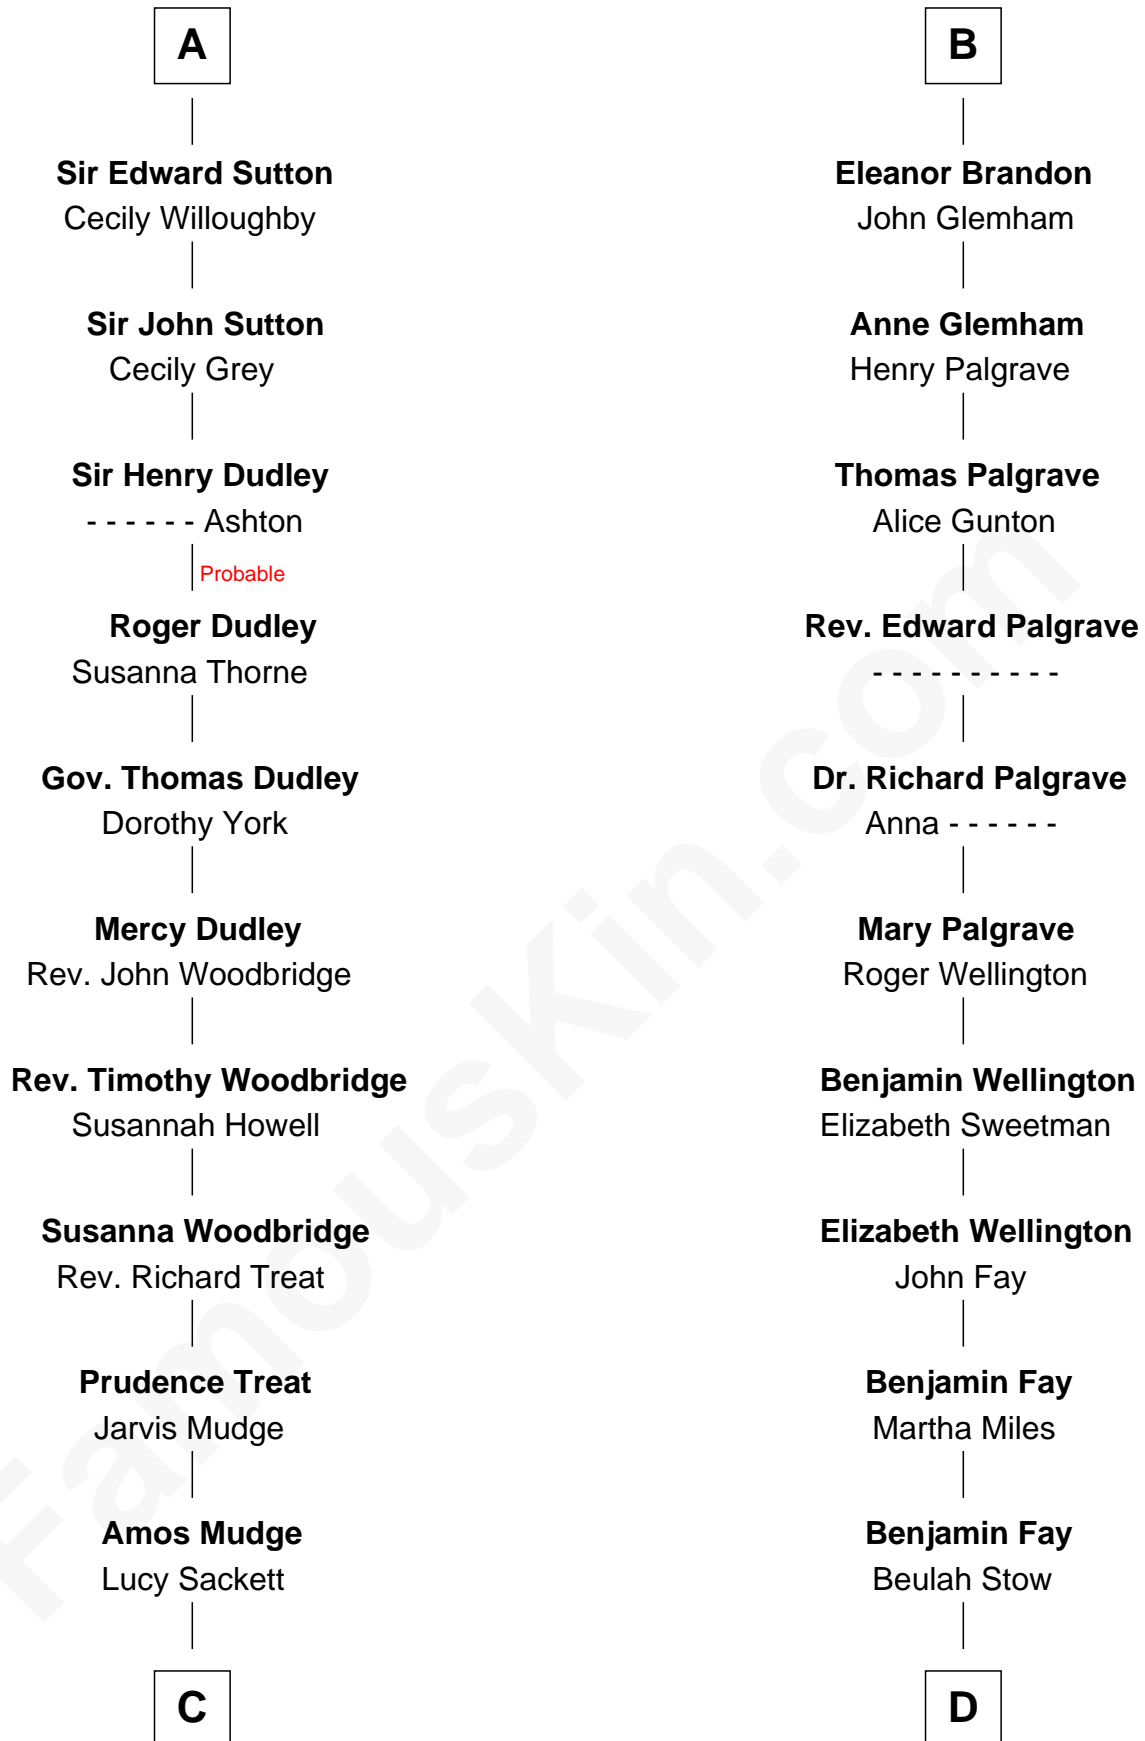 A
Sir Edward Sutton
Cecily Willoughby
Sir John Sutton
Cecily Grey
Sir Henry Dudley
- - - - - - Ashton
Probable
Roger Dudley
Susanna Thorne
Gov. Thomas Dudley
Dorothy York
Mercy Dudley
Rev. John Woodbridge
Rev. Timothy Woodbridge
Susannah Howell
Susanna Woodbridge
Rev. Richard Treat
Prudence Treat
Jarvis Mudge
Amos Mudge
Lucy Sackett
C
B
Eleanor Brandon
John Glemham
Anne Glemham
Henry Palgrave
Thomas Palgrave
Alice Gunton
Rev. Edward Palgrave
- - - - - - - - - -
Dr. Richard Palgrave
Anna - - - - - -
Mary Palgrave
Roger Wellington
Benjamin Wellington
Elizabeth Sweetman
Elizabeth Wellington
John Fay
Benjamin Fay
Martha Miles
Benjamin Fay
Beulah Stow
D
FamousKin.com